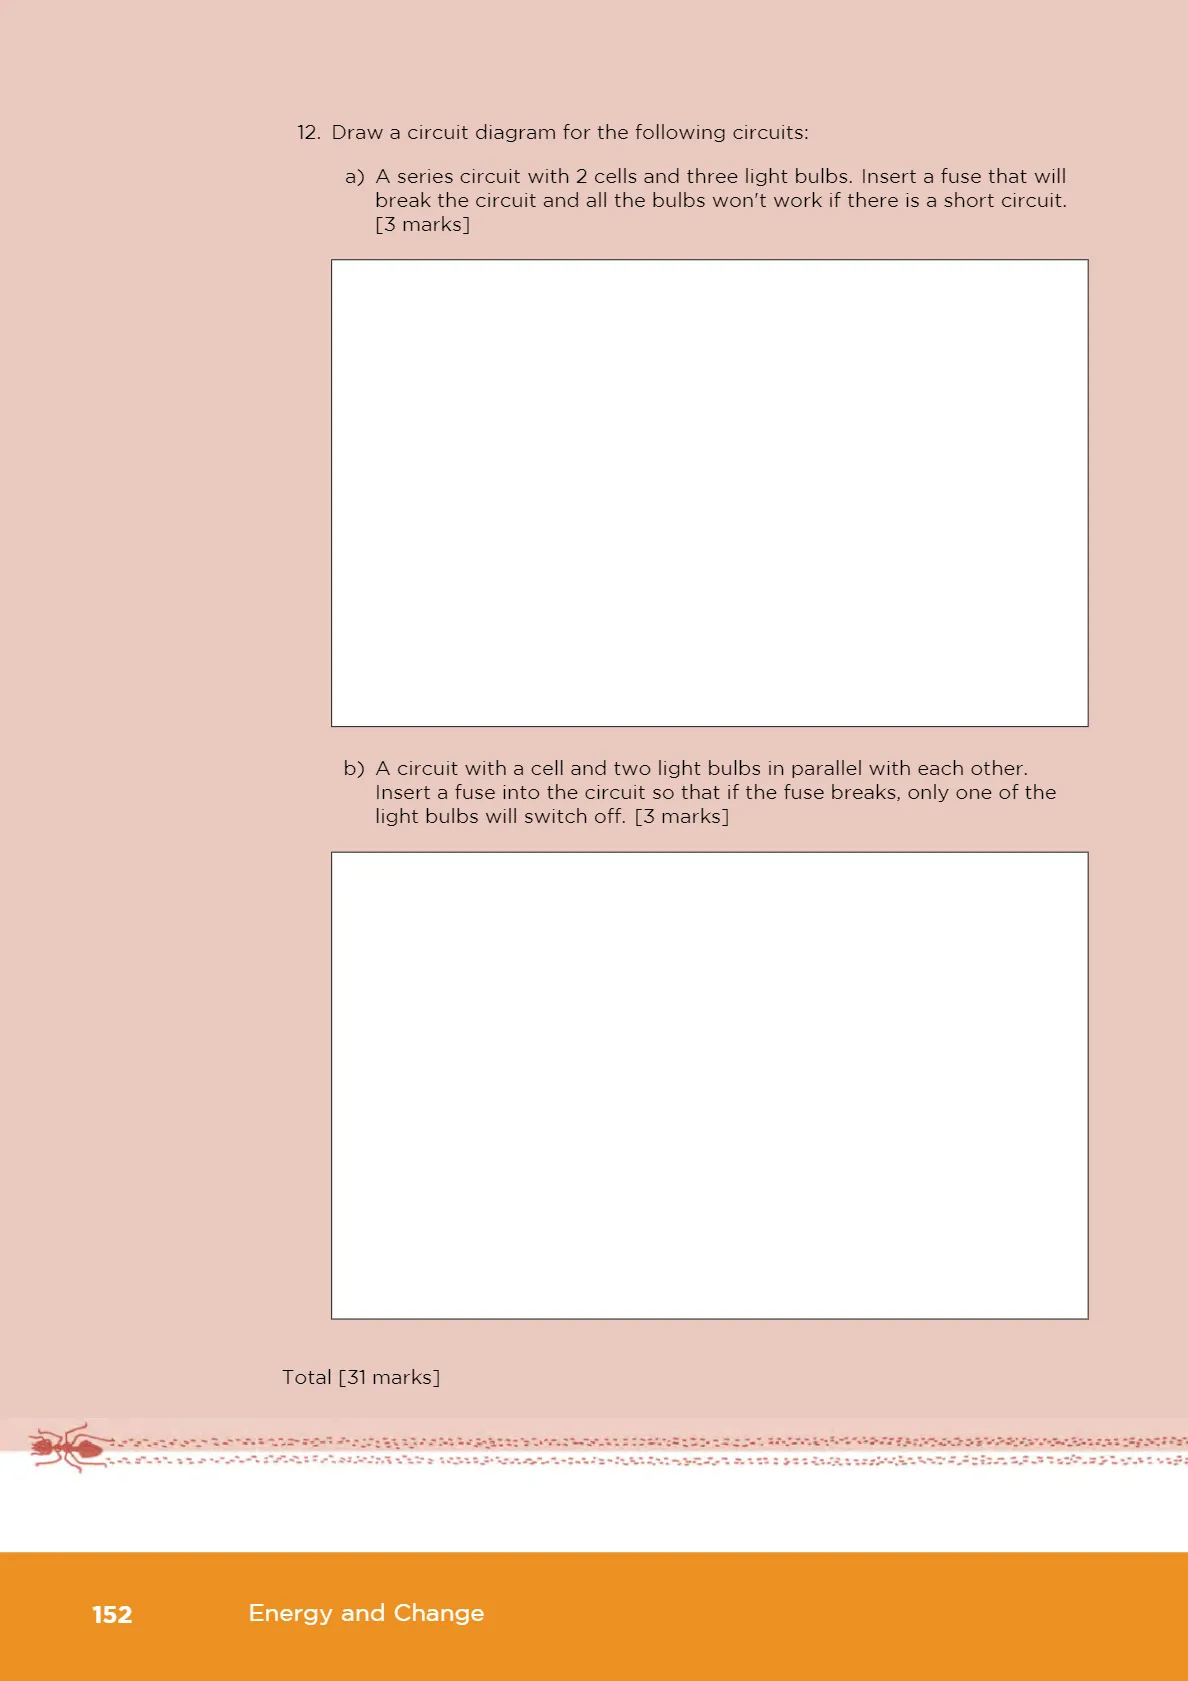 12. Draw a circuit diagram for the following circuits:
a) A series circuit with 2 cells and three light bulbs. Insert a fuse that will
break the circuit and all the bulbs won't work if there is a short circuit.
[3 marks]
b) A circuit with a cell and two light bulbs in parallel with each other.
Insert a fuse into the circuit so that if the fuse breaks, only one of the
light bulbs will switch off. [3 marks]
Total [31 marks]
152 Energy and Change